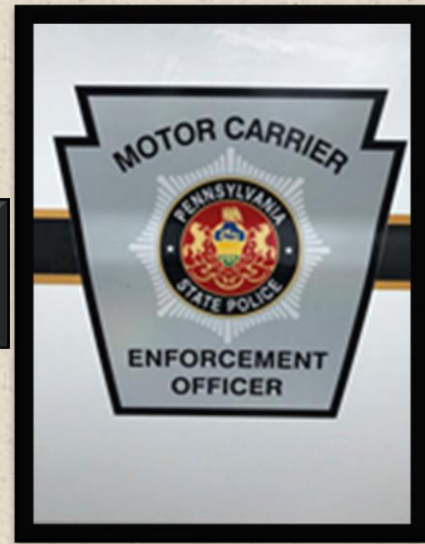 MOTOR CARRIER
PENNSYLVANIA
STATE POLICE
ENFORCEMENT
OFFICER